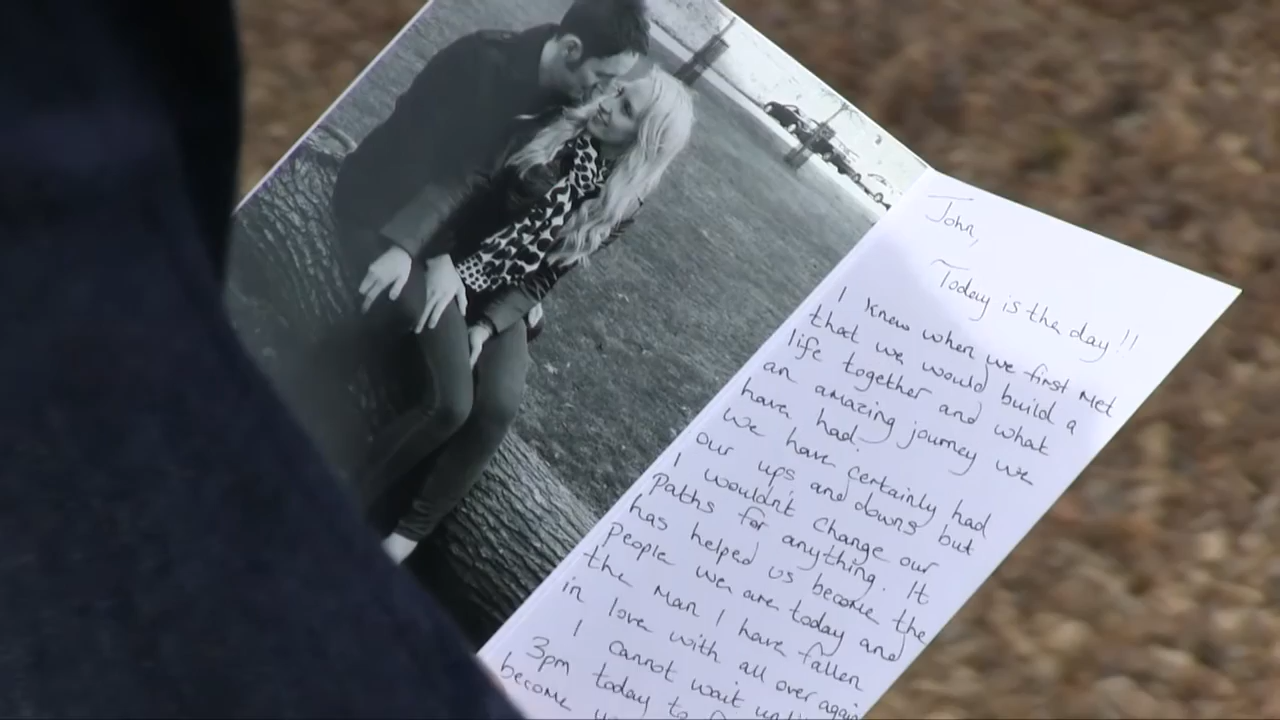 John,
Today is the day!!
I knew when we first met
that we would build a
life together and what
an amazing journey we
have had.
We have certainly had
our ups and downs but
I wouldn't change our
paths for anything. It
has helped us become the
people we are today and
the man I have fallen
in love with all over again
I cannot wait until
3pm today to
become